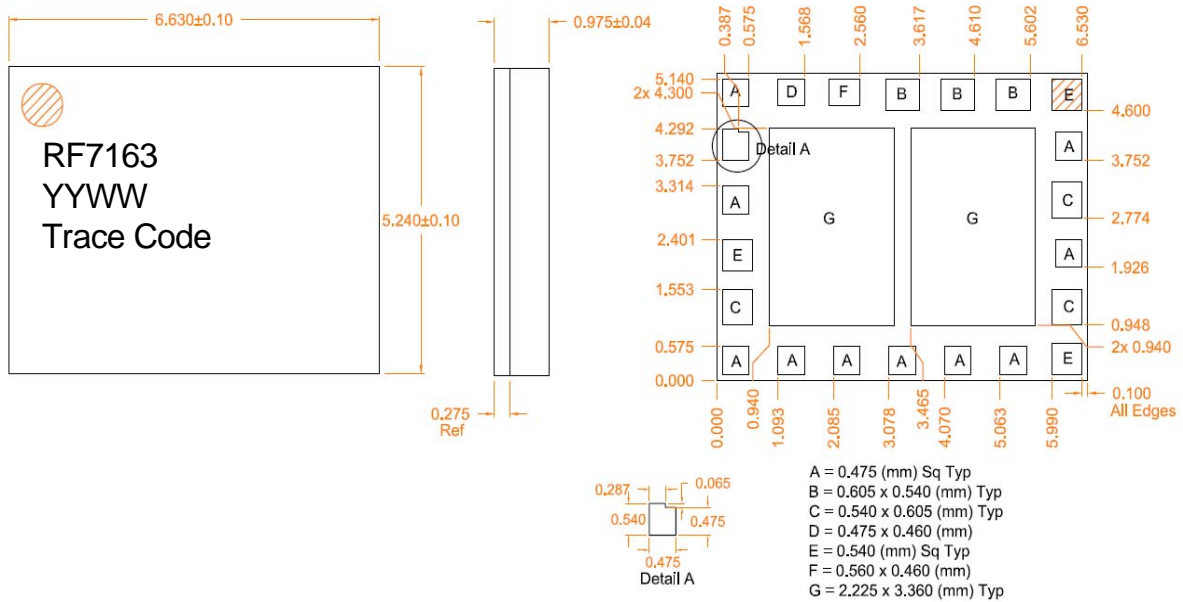 6.630±0.10
0.975±0.04
RF7163
YYWW
Trace Code
5.240±0.10
0.275
Ref
0.387
0.575
1.568
2.560
3.617
4.610
5.602
6.530
5.140
2x 4.300
4.292
3.752
3.314
2.401
1.553
0.575
0.000
A
D
F
B
B
B
E
Detail A
A
A
C
G
G
E
A
C
C
A
A
A
A
A
A
E
4.600
3.752
2.774
1.926
0.948
2x 0.940
0.100
All Edges
0.000
0.940
1.093
2.085
3.078
3.465
4.070
5.063
5.990
0.287
0.065
0.540
0.475
0.475
Detail A
A = 0.475 (mm) Sq Typ
B = 0.605 x 0.540 (mm) Typ
C = 0.540 x 0.605 (mm) Typ
D = 0.475 x 0.460 (mm)
E = 0.540 (mm) Sq Typ
F = 0.560 x 0.460 (mm)
G = 2.225 x 3.360 (mm) Typ